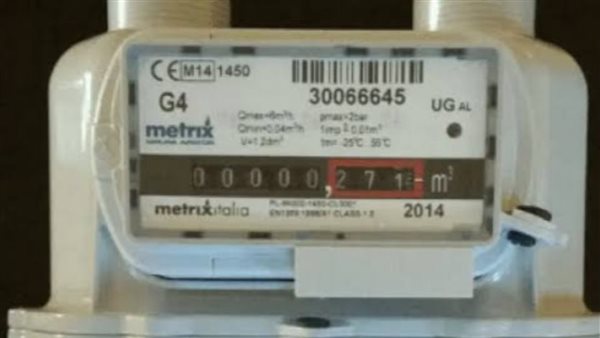 CE M14 1450
30066645
G4
UG AL
metrix
Qmax=6m³/h
pmax=2bar
Qmin=0.04m³/h
1imp ≙ 0.01m³
V=1.2dm³
tm= -25°C 55°C
00000,271 m³
metrix italia
2014